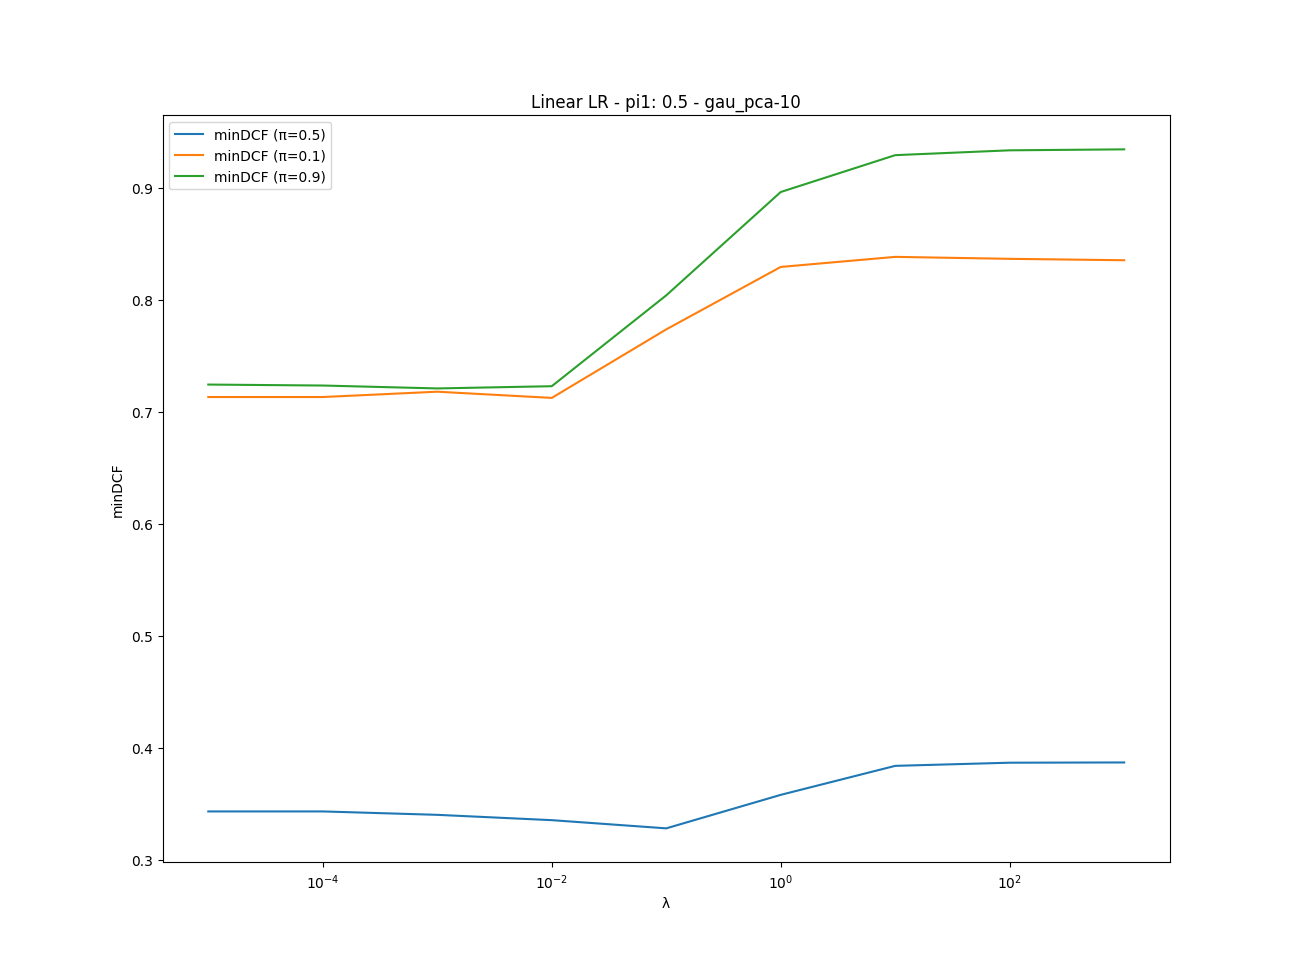 Linear LR - pi1: 0.5 - gau_pca-10
minDCF (π=0.5)
minDCF (π=0.1)
minDCF (π=0.9)
0.9
0.8
0.7
0.6
0.5
0.4
0.3
minDCF
10⁻⁴
10⁻²
10⁰
10²
λ